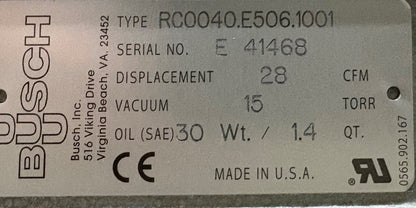 BUSCH
Busch, Inc.
516 Viking Drive
Virginia Beach, VA. 23452
TYPE RC0040.E506.1001
SERIAL NO. E 41468
DISPLACEMENT 28 CFM
VACUUM 15 TORR
OIL (SAE) 30 Wt. / 1.4 QT.
CE MADE IN U.S.A.
0565.902.167